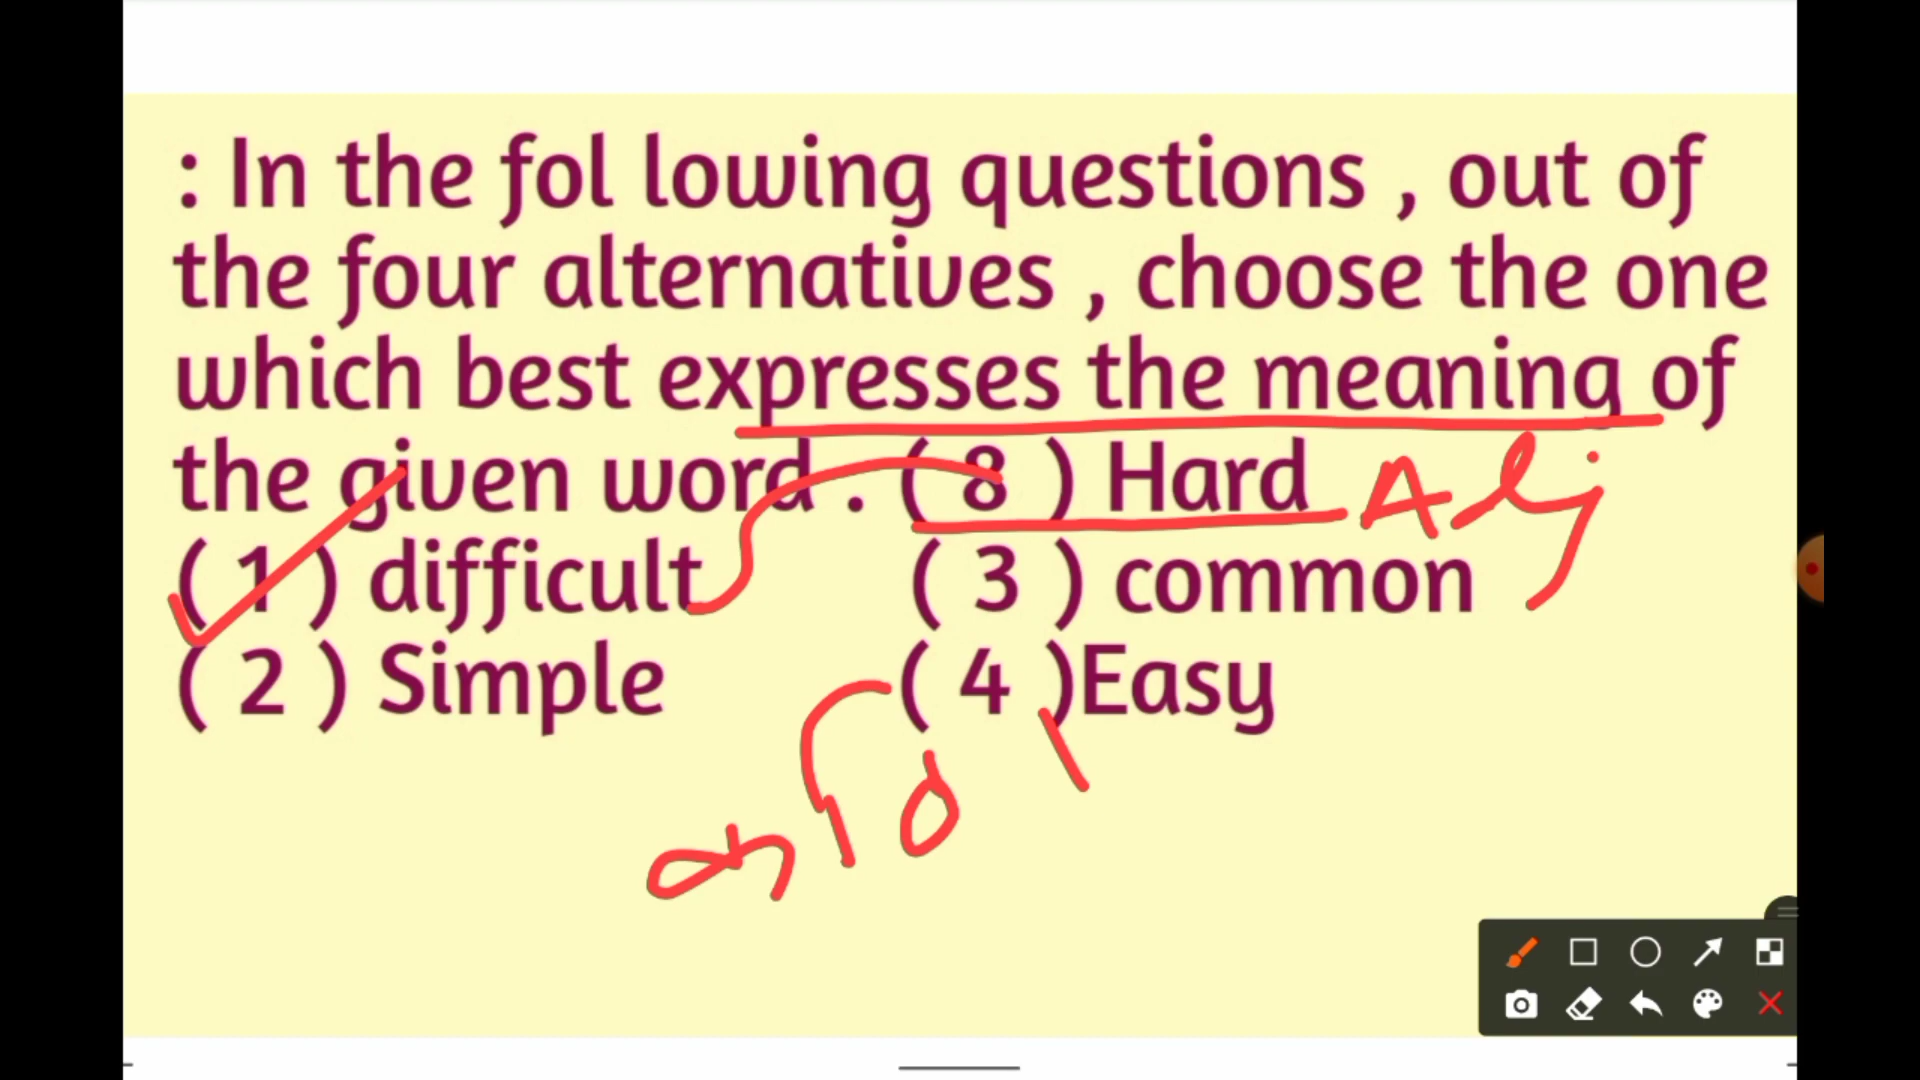 : In the fol lowing questions , out of
the four alternatives , choose the one
which best expresses the meaning of
the given word . ( 8 ) Hard Adj
( 1 ) difficult ( 3 ) common
( 2 ) Simple ( 4 )Easy